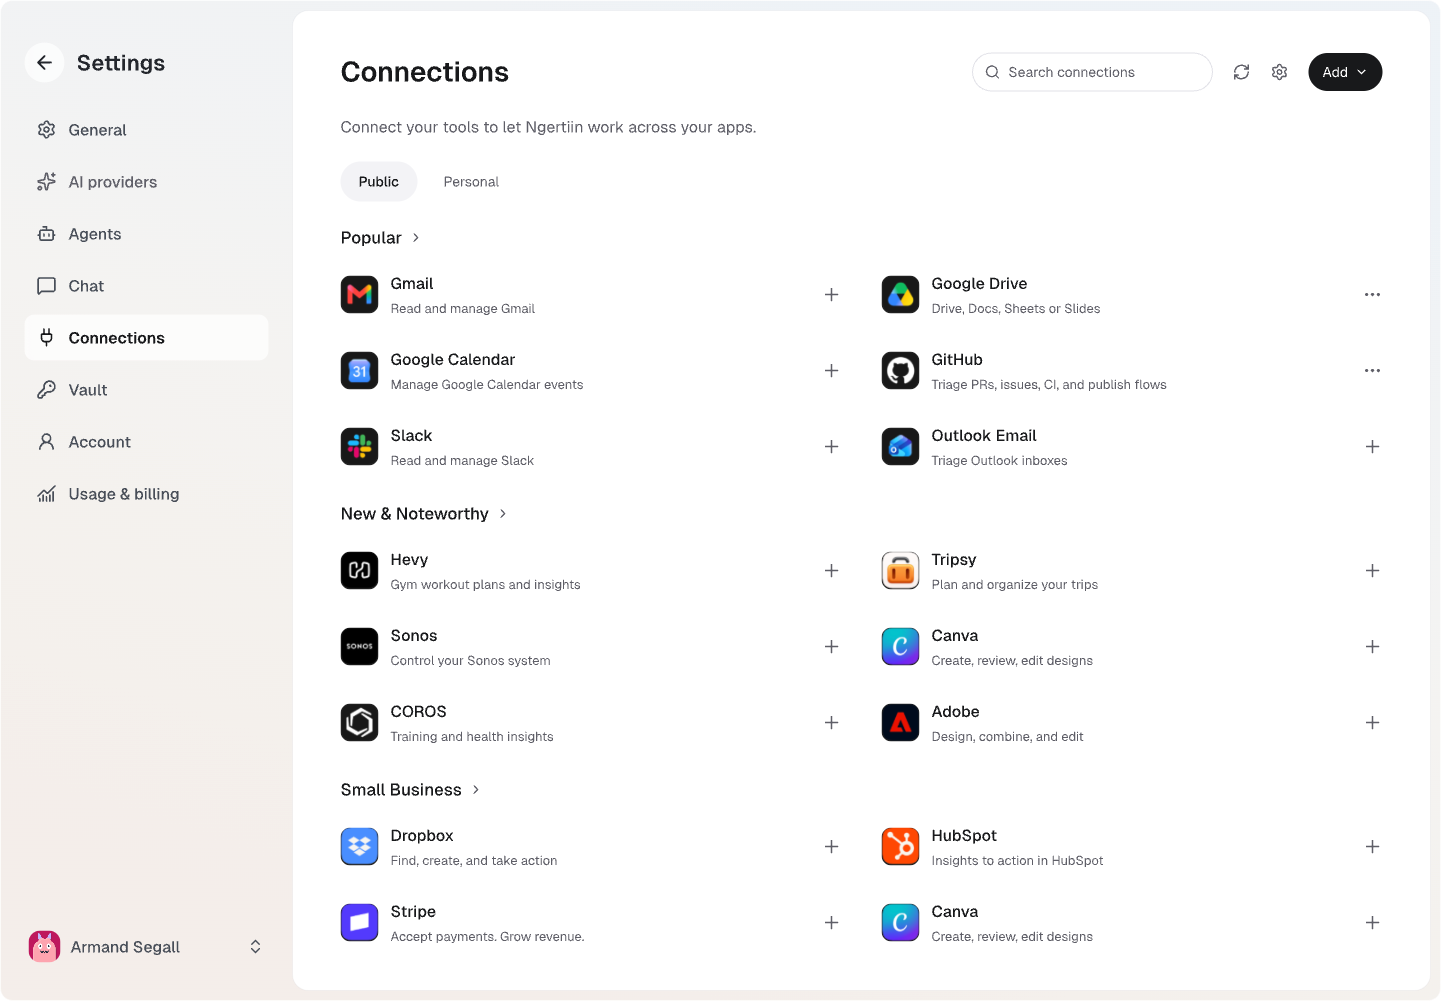 Settings
General
AI providers
Agents
Chat
Connections
Vault
Account
Usage & billing
Armand Segall
Connections
Search connections
Add
Connect your tools to let Ngertiin work across your apps.
Public
Personal
Popular
Gmail
Read and manage Gmail
Google Drive
Drive, Docs, Sheets or Slides
31
Google Calendar
Manage Google Calendar events
GitHub
Triage PRs, issues, CI, and publish flows
Slack
Read and manage Slack
Outlook Email
Triage Outlook inboxes
New & Noteworthy
Hevy
Gym workout plans and insights
Tripsy
Plan and organize your trips
SONOS
Sonos
Control your Sonos system
C
Canva
Create, review, edit designs
COROS
Training and health insights
Adobe
Design, combine, and edit
Small Business
Dropbox
Find, create, and take action
HubSpot
Insights to action in HubSpot
Stripe
Accept payments. Grow revenue.
C
Canva
Create, review, edit designs